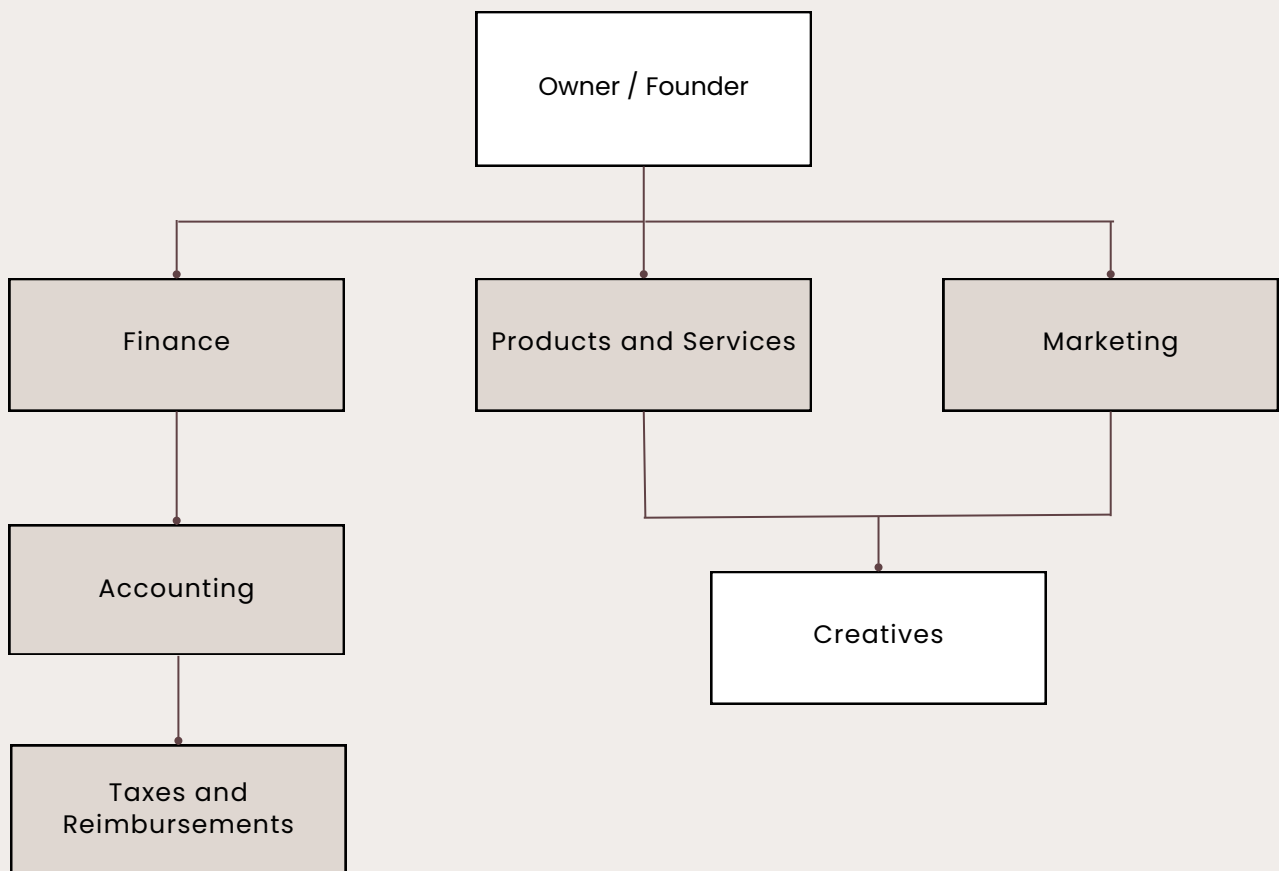 Owner / Founder
Finance
Products and Services
Marketing
Accounting
Creatives
Taxes and
Reimbursements